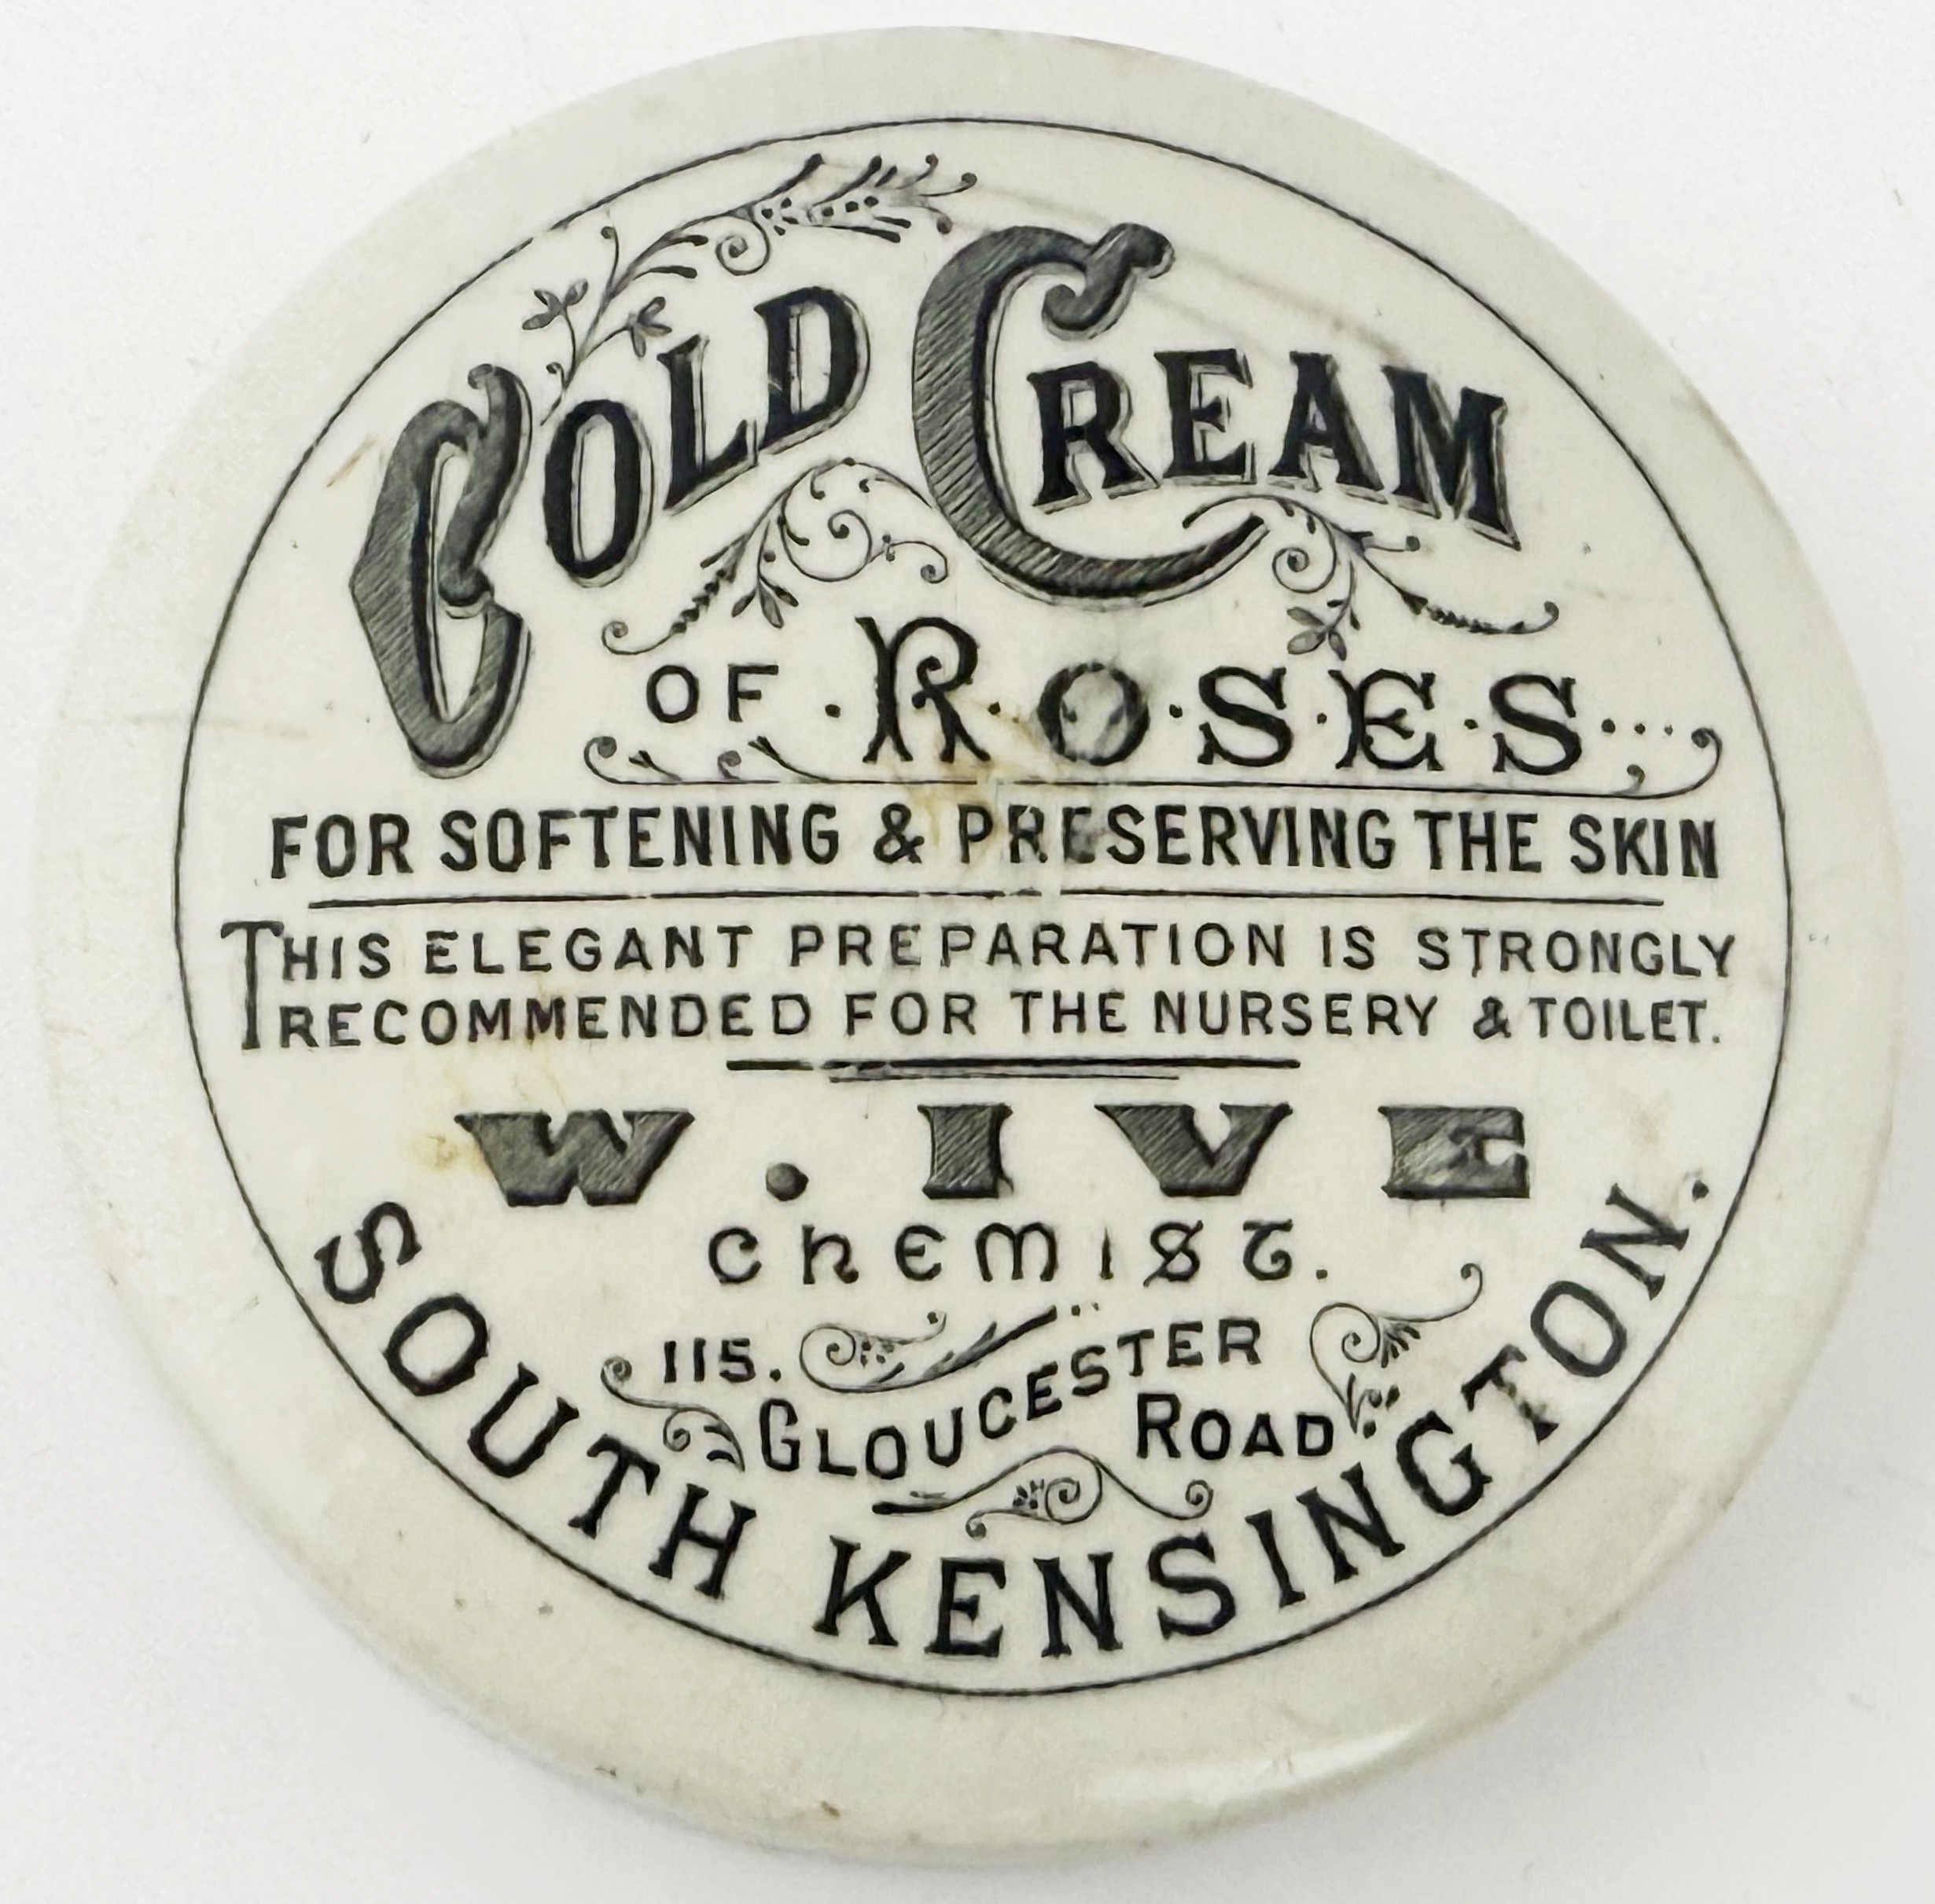 COLD CREAM
OF ·R·O·S·E·S···
FOR SOFTENING & PRESERVING THE SKIN
THIS ELEGANT PREPARATION IS STRONGLY
RECOMMENDED FOR THE NURSERY & TOILET.
W. IVE
CHEMIST.
115. GLOUCESTER ROAD
SOUTH KENSINGTON.